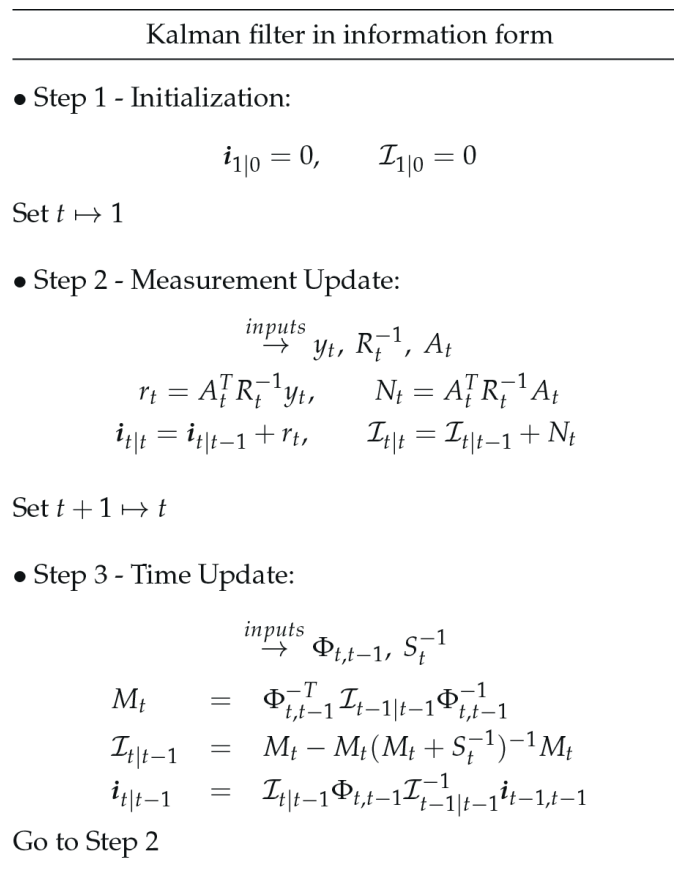 Kalman filter in information form
• Step 1 - Initialization:
𝒊_{1|0} = 0, ℐ_{1|0} = 0
Set t ↦ 1
• Step 2 - Measurement Update:
inputs
→ y_t, R_t^{−1}, A_t
r_t = A_t^T R_t^{−1} y_t, N_t = A_t^T R_t^{−1} A_t
𝒊_{t|t} = 𝒊_{t|t−1} + r_t, ℐ_{t|t} = ℐ_{t|t−1} + N_t
Set t + 1 ↦ t
• Step 3 - Time Update:
inputs
→ Φ_{t,t−1}, S_t^{−1}
M_t = Φ_{t,t−1}^{−T} ℐ_{t−1|t−1} Φ_{t,t−1}^{−1}
ℐ_{t|t−1} = M_t − M_t(M_t + S_t^{−1})^{−1} M_t
𝒊_{t|t−1} = ℐ_{t|t−1} Φ_{t,t−1} ℐ_{t−1|t−1}^{−1} 𝒊_{t−1,t−1}
Go to Step 2